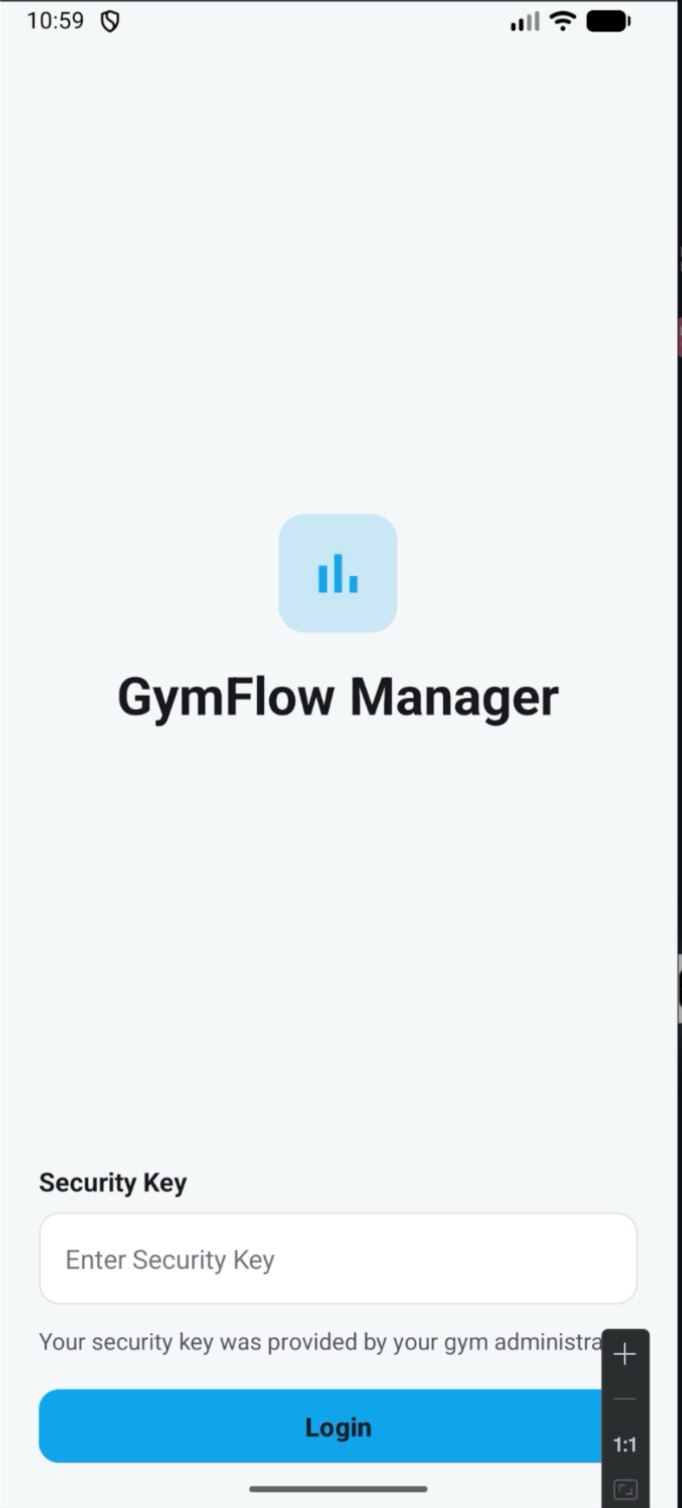 10:59
GymFlow Manager
Security Key
Enter Security Key
Your security key was provided by your gym administra
Login
1:1